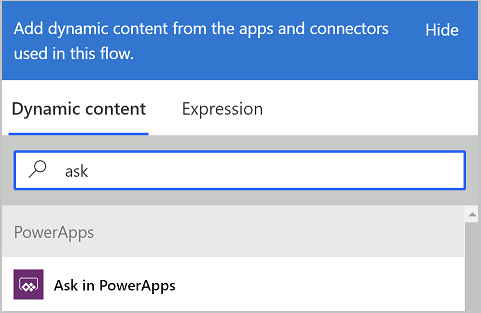 Add dynamic content from the apps and connectors
Hide
used in this flow.
Dynamic content
Expression
ask
PowerApps
Ask in PowerApps